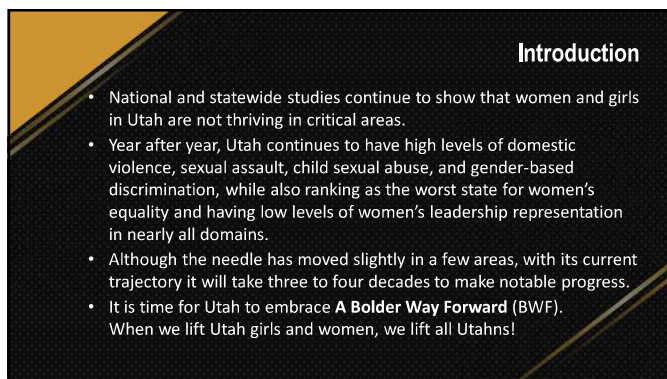 Introduction
• National and statewide studies continue to show that women and girls
in Utah are not thriving in critical areas.
• Year after year, Utah continues to have high levels of domestic
violence, sexual assault, child sexual abuse, and gender-based
discrimination, while also ranking as the worst state for women's
equality and having low levels of women's leadership representation
in nearly all domains.
• Although the needle has moved slightly in a few areas, with its current
trajectory it will take three to four decades to make notable progress.
• It is time for Utah to embrace A Bolder Way Forward (BWF).
When we lift Utah girls and women, we lift all Utahns!